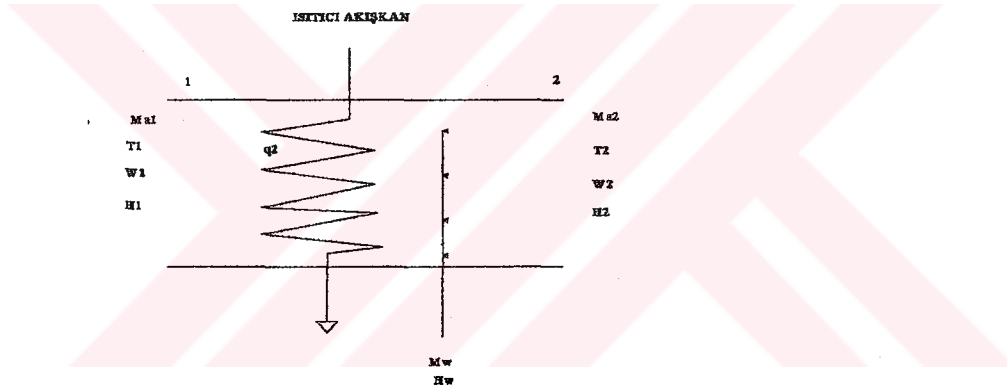 ISITICI AKIŞKAN
1
2
Ma1
Ma2
T1
q2
T2
W1
W2
H1
H2
Mw
Hw